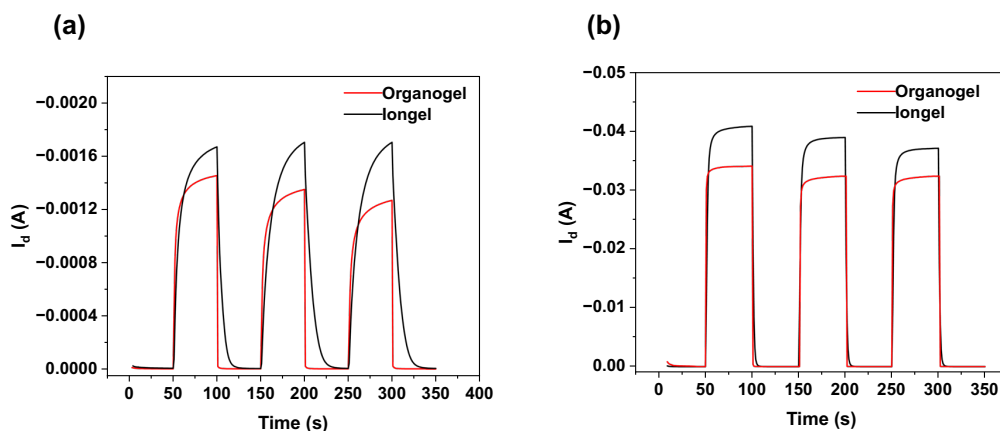 (a)
Organogel
Iongel
−0.0020
−0.0016
−0.0012
−0.0008
−0.0004
0.0000
I_d (A)
0 50 100 150 200 250 300 350 400
Time (s)
(b)
Organogel
Iongel
−0.05
−0.04
−0.03
−0.02
−0.01
0.00
I_d (A)
0 50 100 150 200 250 300 350
Time (s)